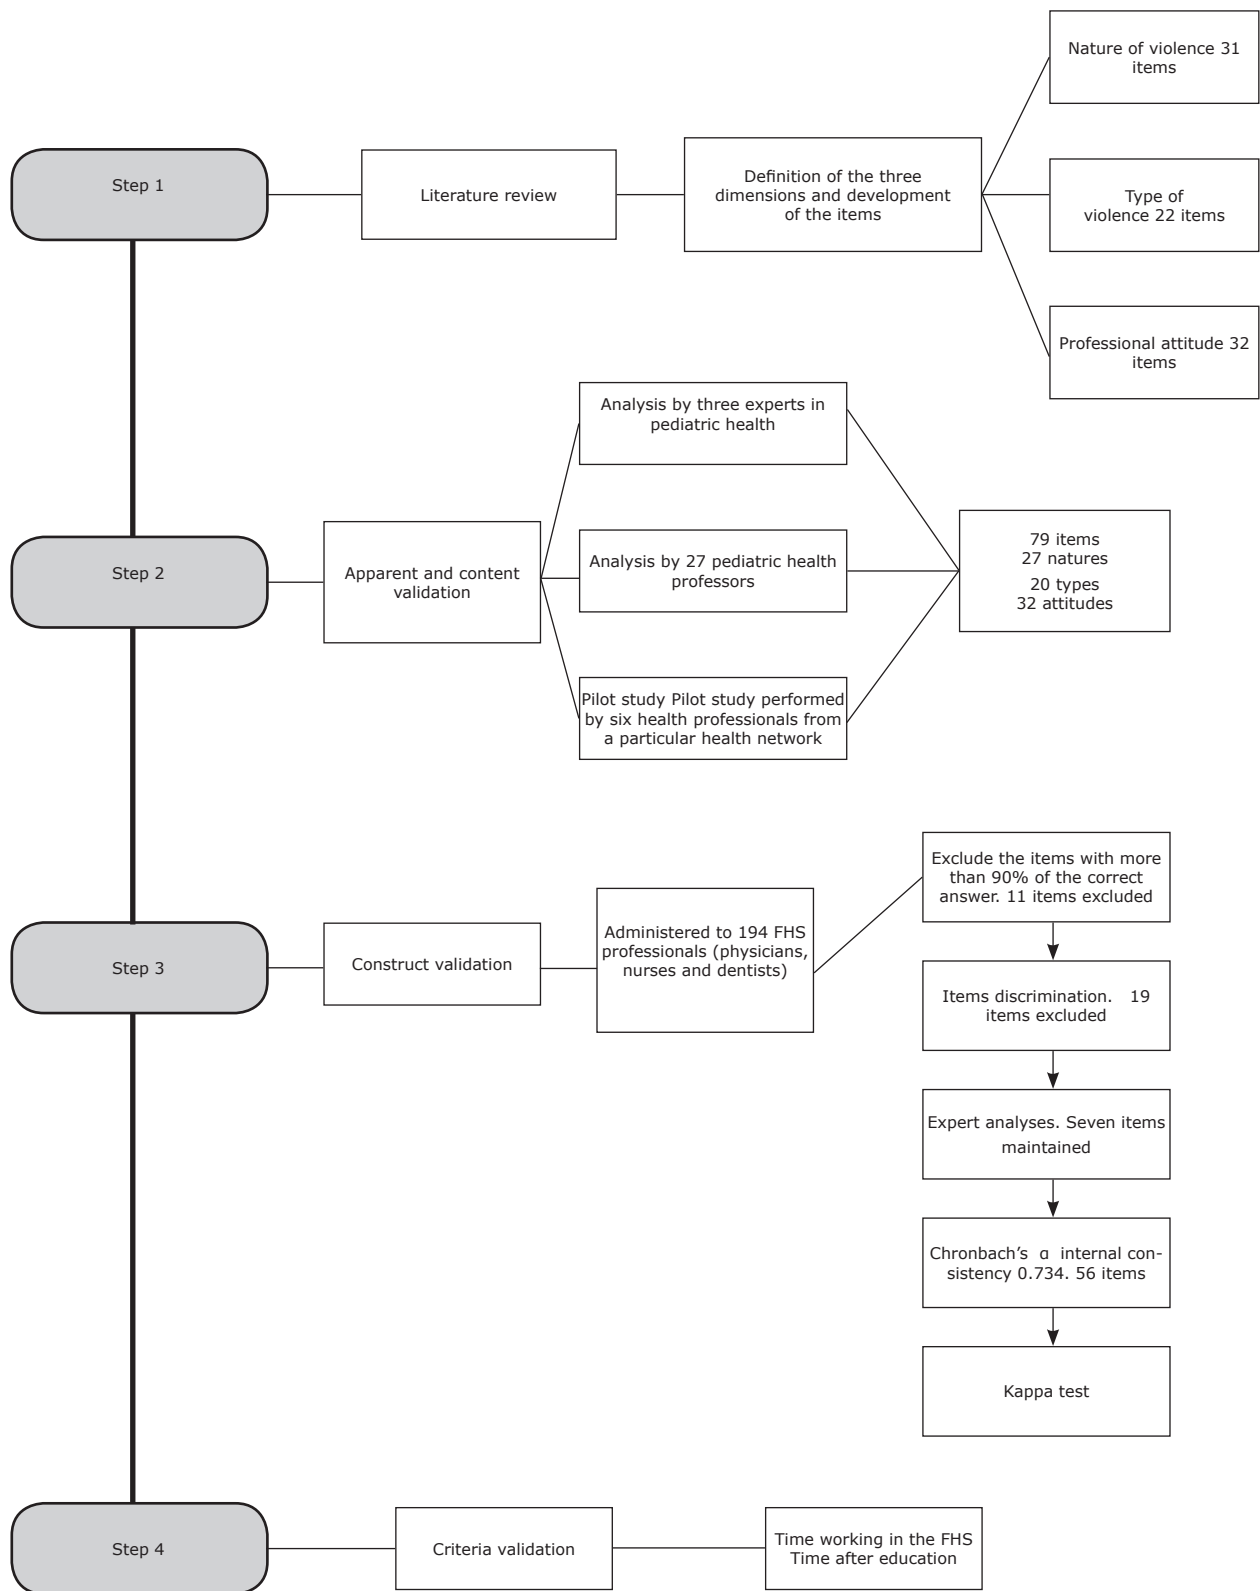 Step 1
Literature review
Definition of the three
dimensions and development
of the items
Nature of violence 31
items
Type of
violence 22 items
Professional attitude 32
items
Step 2
Apparent and content
validation
Analysis by three experts in
pediatric health
Analysis by 27 pediatric health
professors
Pilot study Pilot study performed
by six health professionals from
a particular health network
79 items
27 natures
20 types
32 attitudes
Step 3
Construct validation
Administered to 194 FHS
professionals (physicians,
nurses and dentists)
Exclude the items with more
than 90% of the correct
answer. 11 items excluded
Items discrimination. 19
items excluded
Expert analyses. Seven items
maintained
Chronbach’s α internal con-
sistency 0.734. 56 items
Kappa test
Step 4
Criteria validation
Time working in the FHS
Time after education